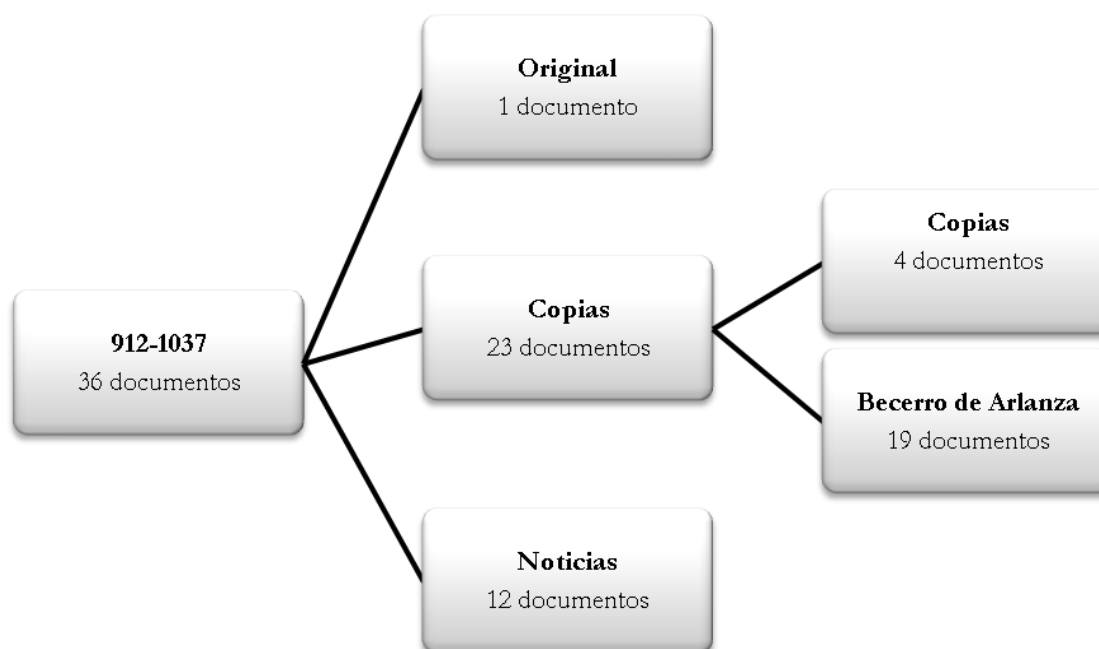 Original
1 documento
Copias
4 documentos
912-1037
36 documentos
Copias
23 documentos
Becerro de Arlanza
19 documentos
Noticias
12 documentos